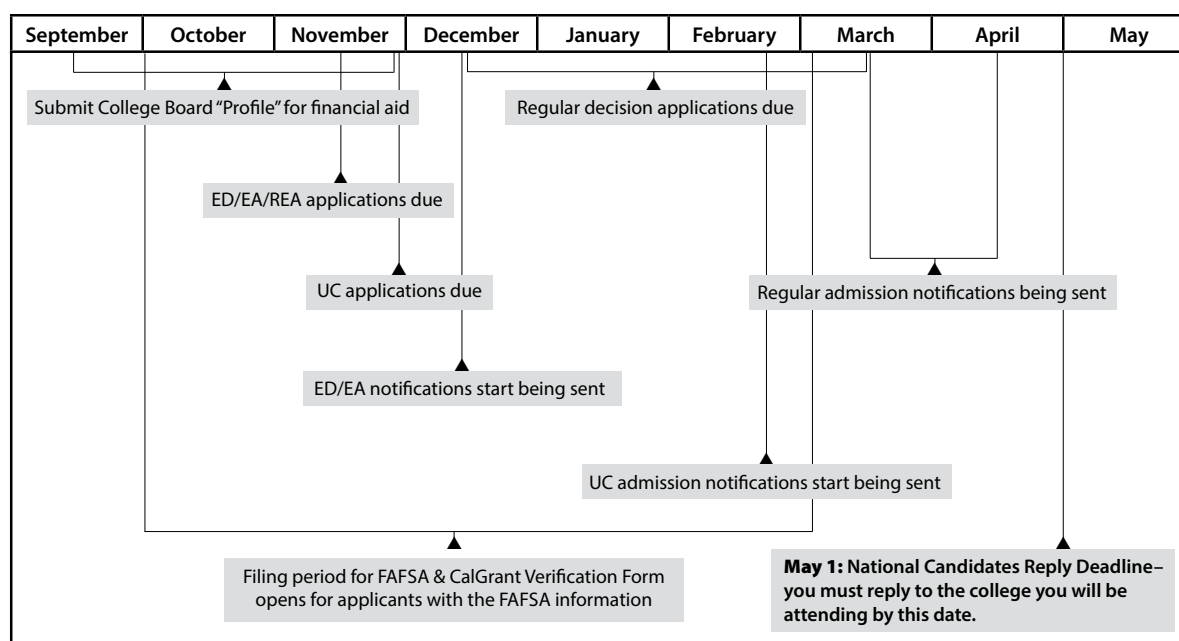 September October November December January February March April May
Submit College Board “Profile” for financial aid
Regular decision applications due
ED/EA/REA applications due
UC applications due
Regular admission notifications being sent
ED/EA notifications start being sent
UC admission notifications start being sent
Filing period for FAFSA & CalGrant Verification Form
opens for applicants with the FAFSA information
May 1: National Candidates Reply Deadline–
you must reply to the college you will be
attending by this date.